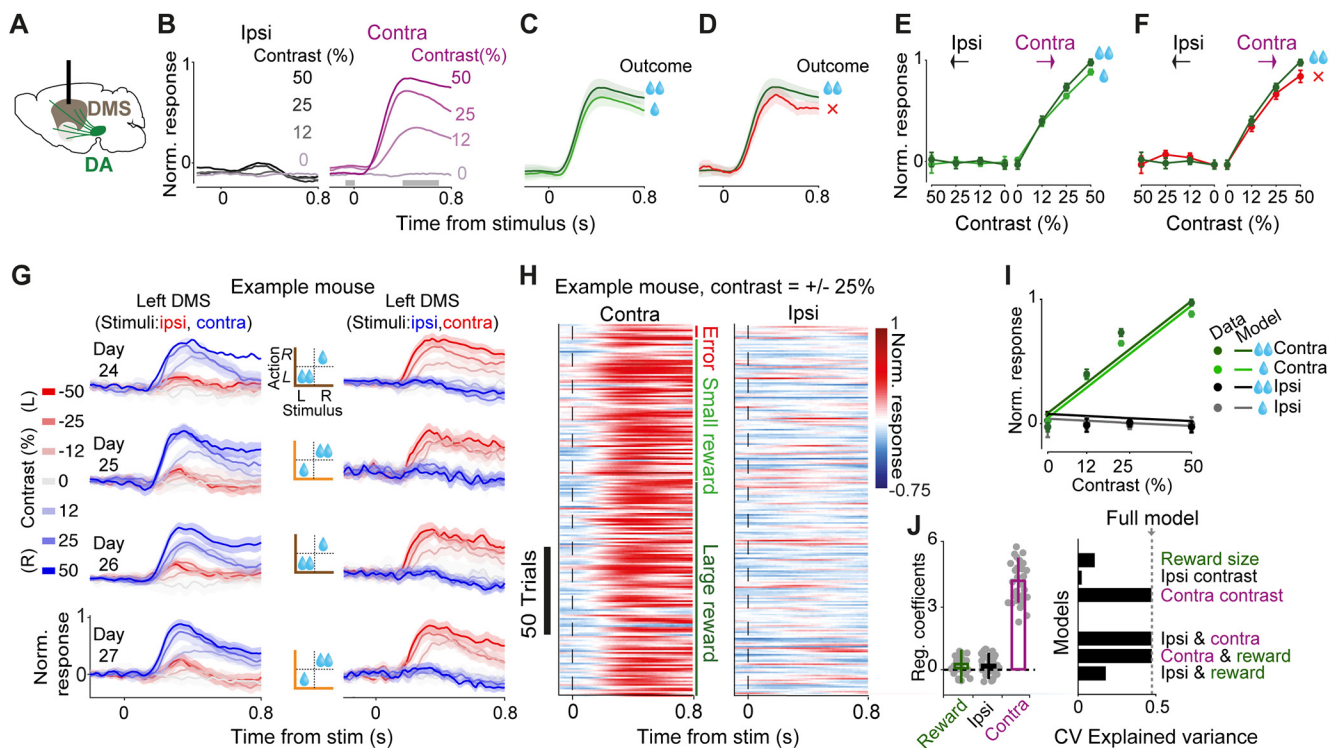 A
DMS
DA
B
Ipsi
Contra
Contrast (%)
Contrast(%)
50
25
12
0
50
25
12
0
Norm. response
1
0
0 0.8
0 0.8
Time from stimulus (s)
C
Outcome
0 0.8
D
Outcome
0 0.8
E
Ipsi
Contra
Norm. response
1
0
50 25 12 0 0 12 25 50
Contrast (%)
F
Ipsi
Contra
50 25 12 0 0 12 25 50
Contrast (%)
G
Example mouse
Left DMS
(Stimuli:ipsi, contra)
Left DMS
(Stimuli:ipsi,contra)
Day
24
Day
25
Day
26
Day
27
Action
R
L
L R
Stimulus
(R) Contrast (%) (L)
-50
-25
-12
0
12
25
50
Norm.
response
1
0
0 0.8
0 0.8
Time from stim (s)
H
Example mouse, contrast = +/- 25%
Contra
Ipsi
Error
Small reward
Large reward
50 Trials
1
Norm. response
-0.75
0 0.8
0 0.8
Time from stim (s)
I
Norm. response
1
0
0 12 25 50
Contrast (%)
Data
Model
Contra
Contra
Ipsi
Ipsi
J
Reg. coefficents
6
3
0
Reward
Ipsi
Contra
Full model
Models
Reward size
Ipsi contrast
Contra contrast
Ipsi & contra
Contra & reward
Ipsi & reward
0 0.5
CV Explained variance